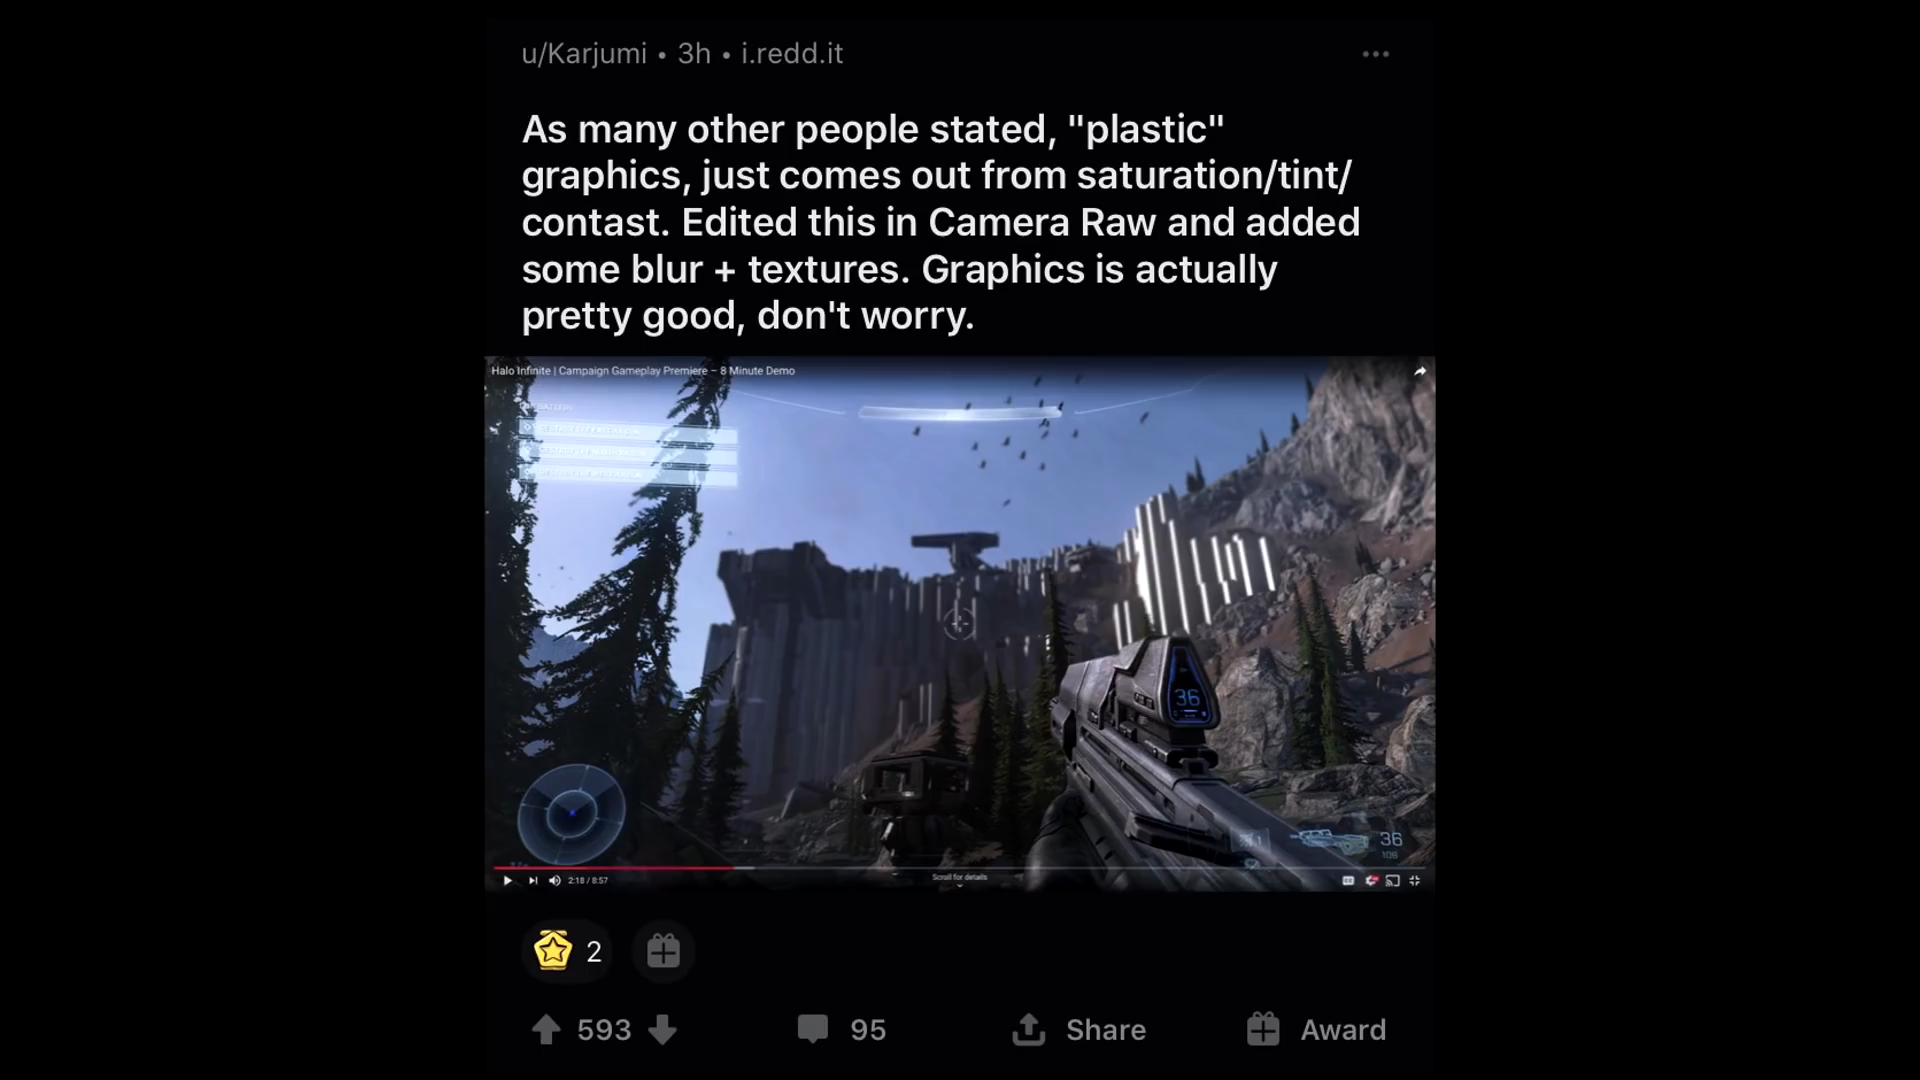 u/Karjumi • 3h • i.redd.it
As many other people stated, "plastic"
graphics, just comes out from saturation/tint/
contast. Edited this in Camera Raw and added
some blur + textures. Graphics is actually
pretty good, don't worry.
Halo Infinite | Campaign Gameplay Premiere – 8 Minute Demo
36
36
108
2:18 / 8:57
Scroll for details
2
593
95
Share
Award